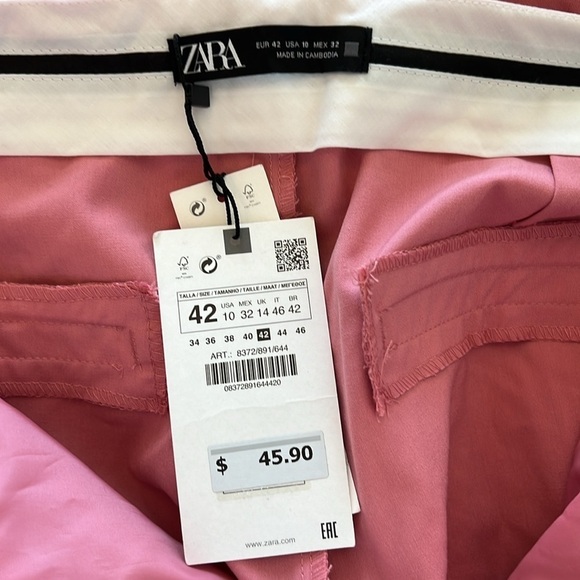 ZARA
EUR 42 USA 10 MEX 32
MADE IN CAMBODIA
FSC
FSC
TALLA / SIZE / TAMANHO / TAILLE / MAAT / ΜΕΓΕΘΟΣ
42
USA MEX UK IT BR
10 32 14 46 42
34 36 38 40 42 44 46
ART.: 8372/891/644
08372891644420
$ 45.90
www.zara.com
EAC